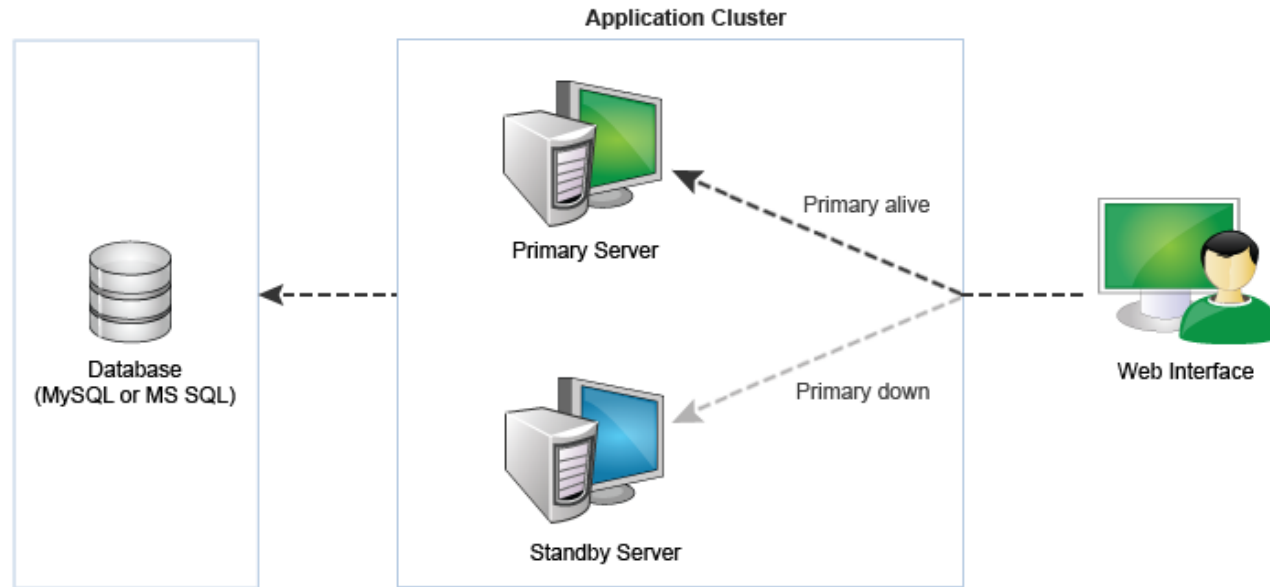 Application Cluster
Primary Server
Primary alive
Database
(MySQL or MS SQL)
Web Interface
Primary down
Standby Server